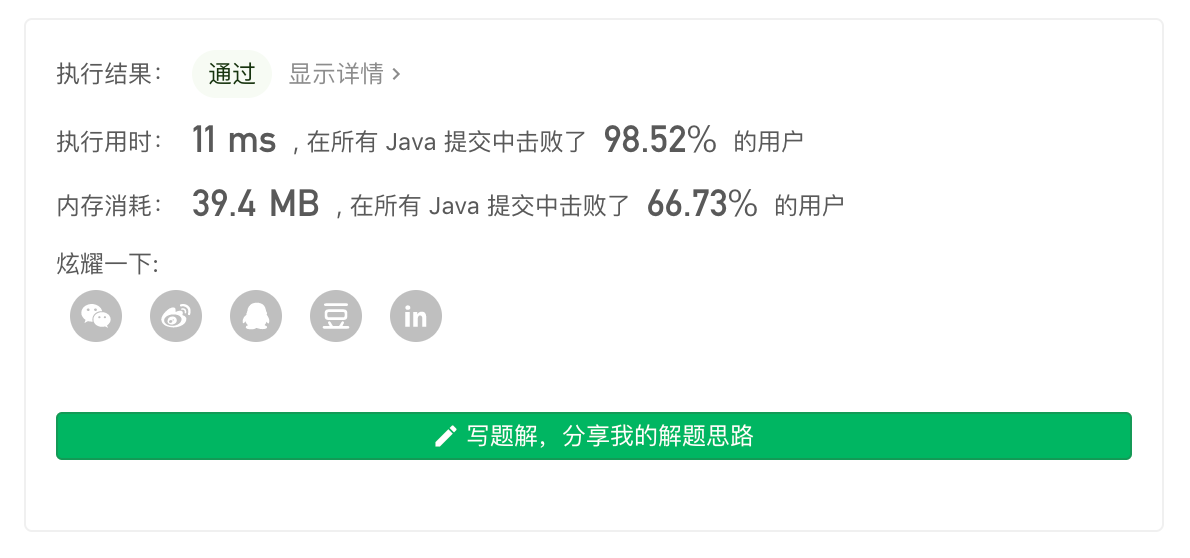 执行结果： 通过 显示详情 >
执行用时： 11 ms , 在所有 Java 提交中击败了 98.52% 的用户
内存消耗： 39.4 MB , 在所有 Java 提交中击败了 66.73% 的用户
炫耀一下:
豆 in
写题解，分享我的解题思路